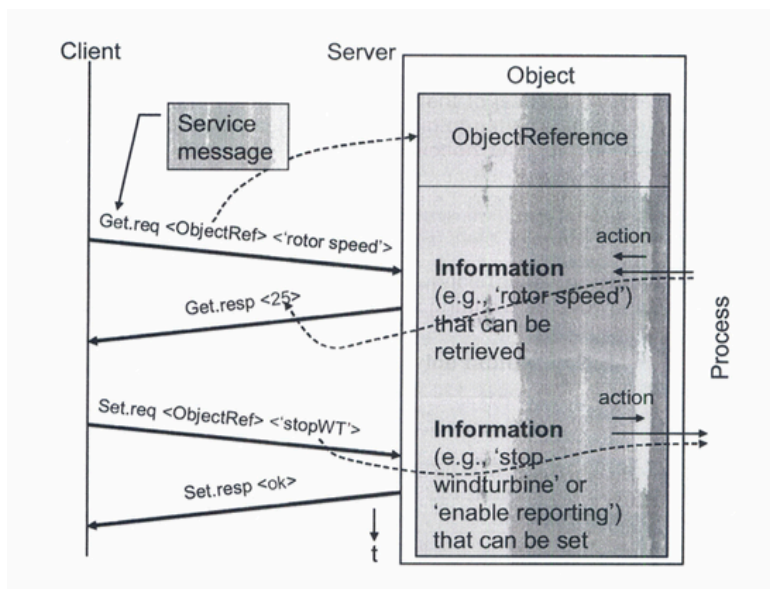 Client
Server
Object
Service
message
ObjectReference
Get.req <ObjectRef> <‘rotor speed’>
action
Information
(e.g., ‘rotor speed’)
that can be
retrieved
Get.resp <25>
Process
Set.req <ObjectRef> <‘stopWT’>
action
Information
(e.g., ‘stop
windturbine’ or
‘enable reporting’)
that can be set
Set.resp <ok>
t